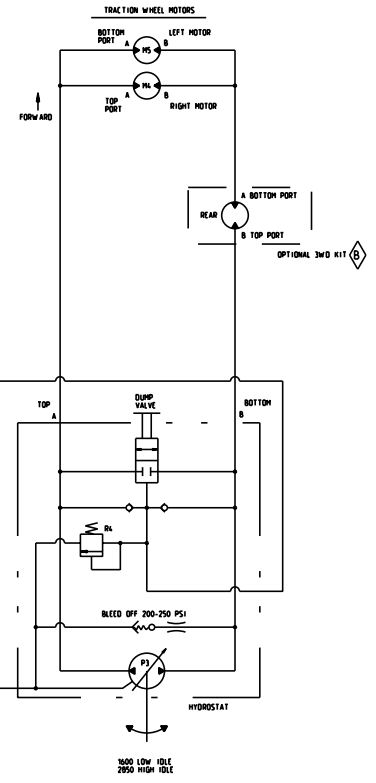 TRACTION WHEEL MOTORS
BOTTOM PORT
A
B
LEFT MOTOR
M5
M4
A
B
TOP PORT
RIGHT MOTOR
FORWARD
A BOTTOM PORT
REAR
B TOP PORT
OPTIONAL 3WD KIT
B
TOP
A
DUMP VALVE
BOTTOM
B
R4
BLEED OFF 200-250 PSI
P3
HYDROSTAT
1600 LOW IDLE
2850 HIGH IDLE